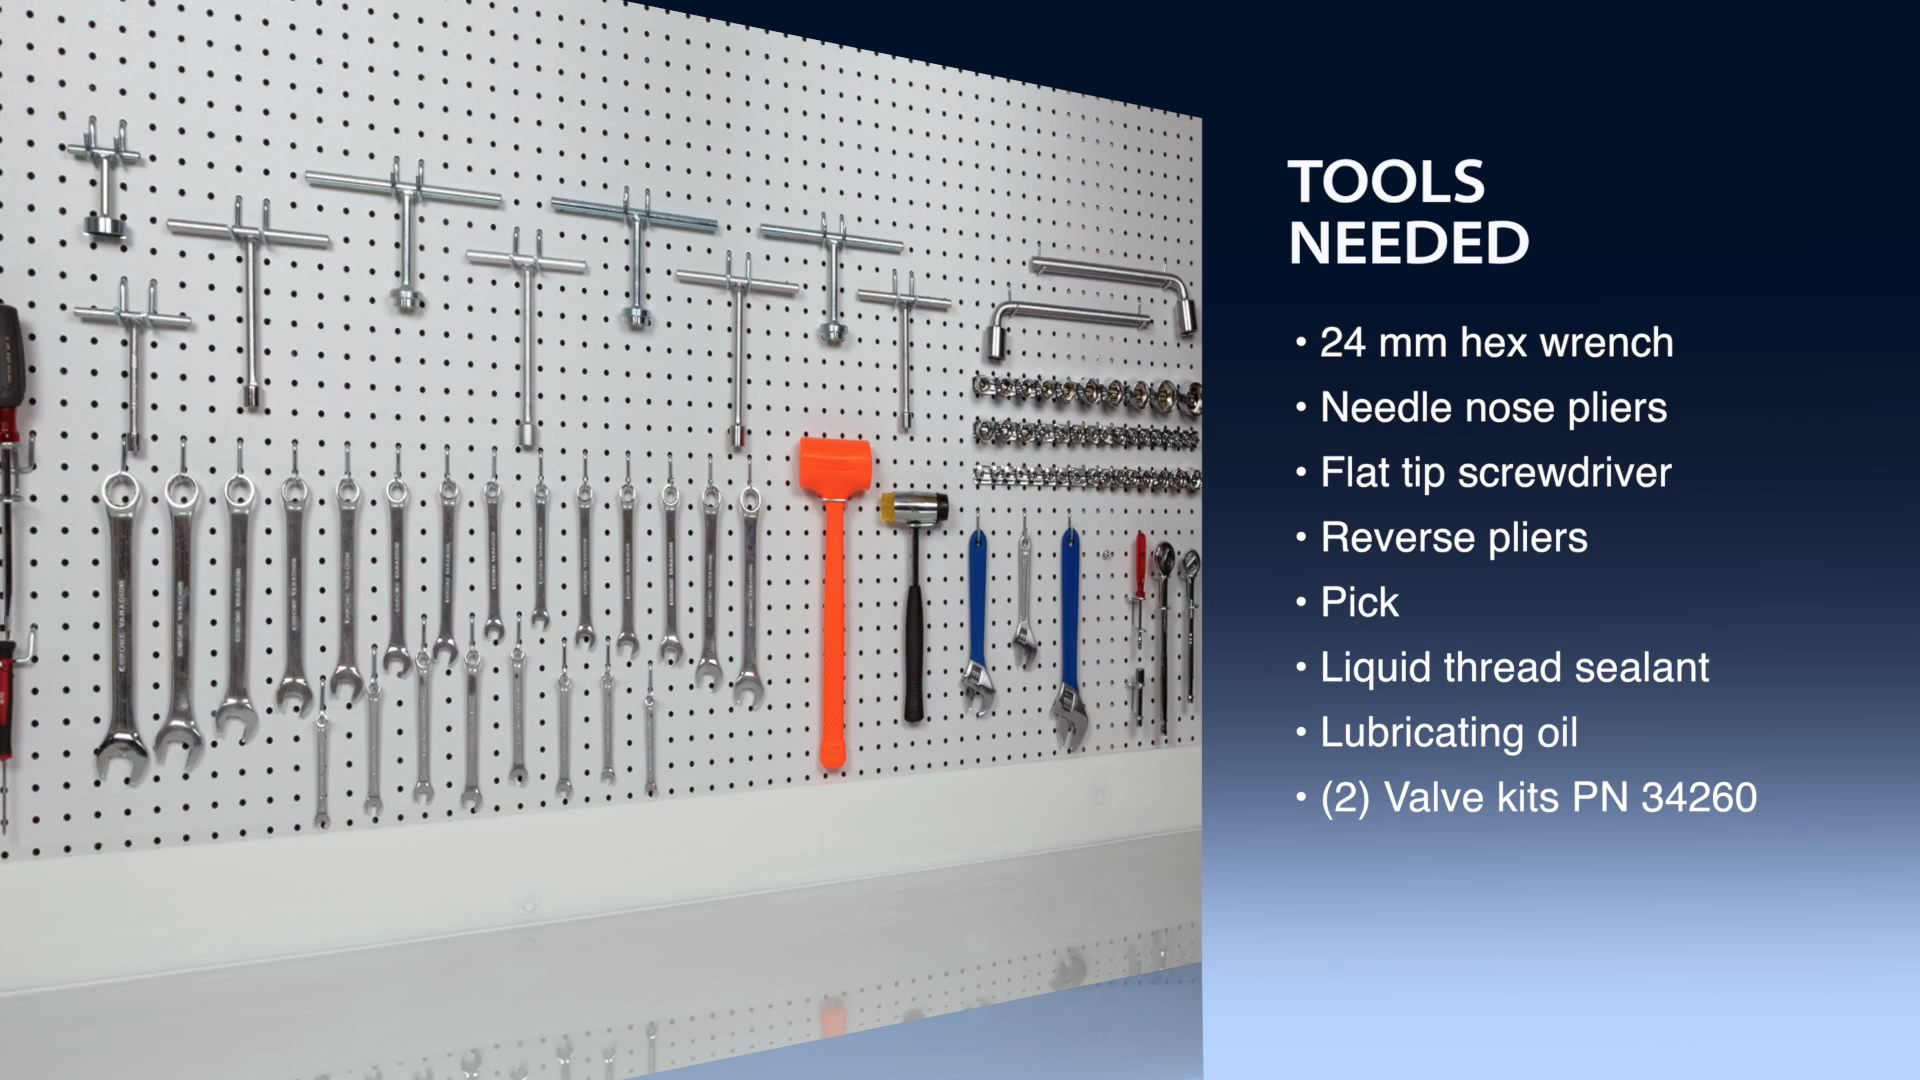 TOOLS
NEEDED
• 24 mm hex wrench
• Needle nose pliers
• Flat tip screwdriver
• Reverse pliers
• Pick
• Liquid thread sealant
• Lubricating oil
• (2) Valve kits PN 34260